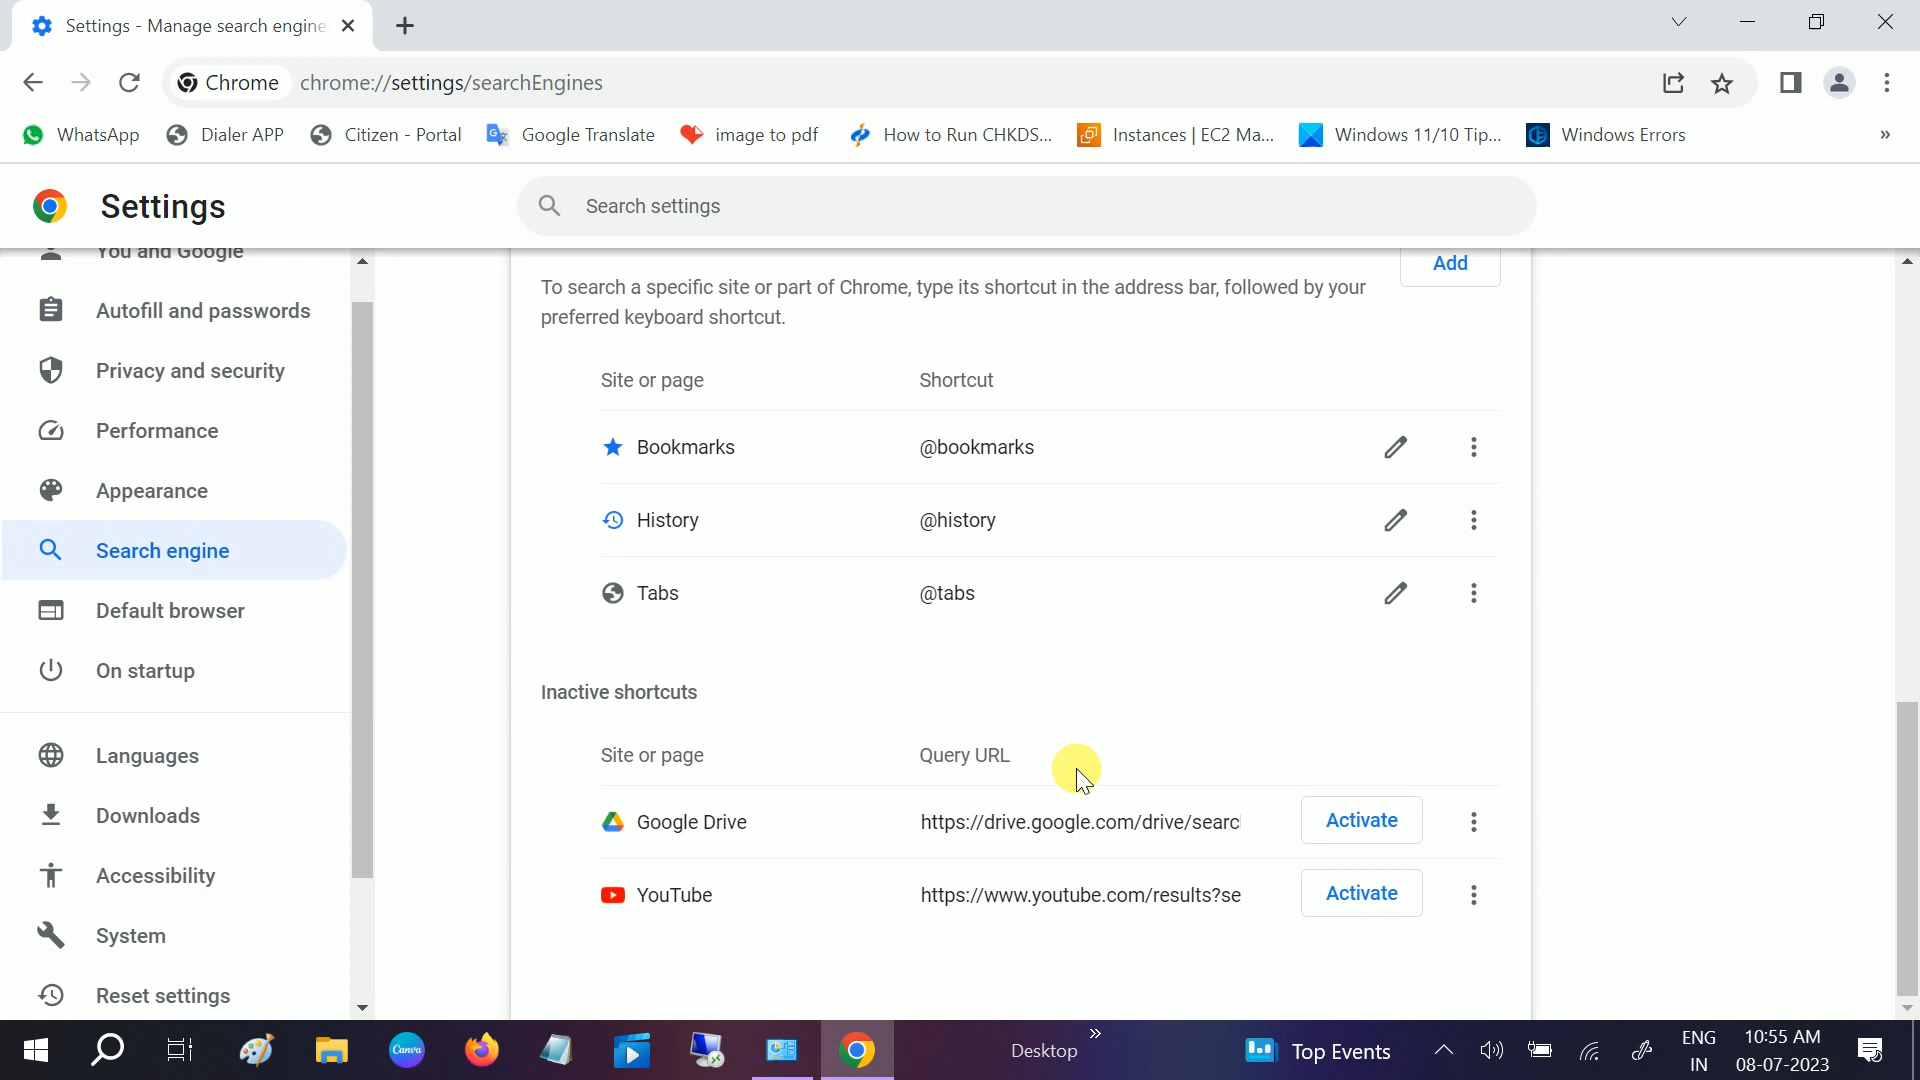 Settings - Manage search engine
Chrome chrome://settings/searchEngines
WhatsApp Dialer APP Citizen - Portal Google Translate image to pdf How to Run CHKDS... Instances | EC2 Ma... Windows 11/10 Tip... Windows Errors »
Settings
Search settings
You and Google
Autofill and passwords
Privacy and security
Performance
Appearance
Search engine
Default browser
On startup
Languages
Downloads
Accessibility
System
Reset settings
Add
To search a specific site or part of Chrome, type its shortcut in the address bar, followed by your
preferred keyboard shortcut.
Site or page Shortcut
Bookmarks @bookmarks
History @history
Tabs @tabs
Inactive shortcuts
Site or page Query URL
Google Drive https://drive.google.com/drive/searc Activate
YouTube https://www.youtube.com/results?se Activate
Canva
Desktop »
Top Events
ENG
IN
10:55 AM
08-07-2023